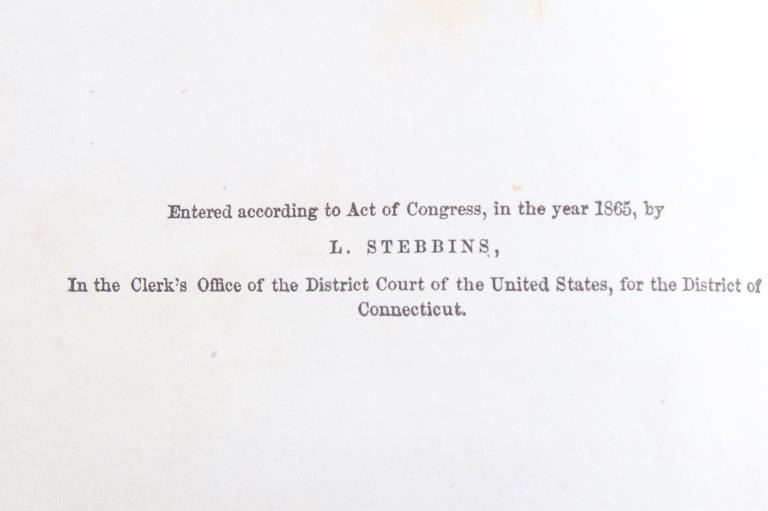 Entered according to Act of Congress, in the year 1865, by
L. STEBBINS,
In the Clerk's Office of the District Court of the United States, for the District of
Connecticut.